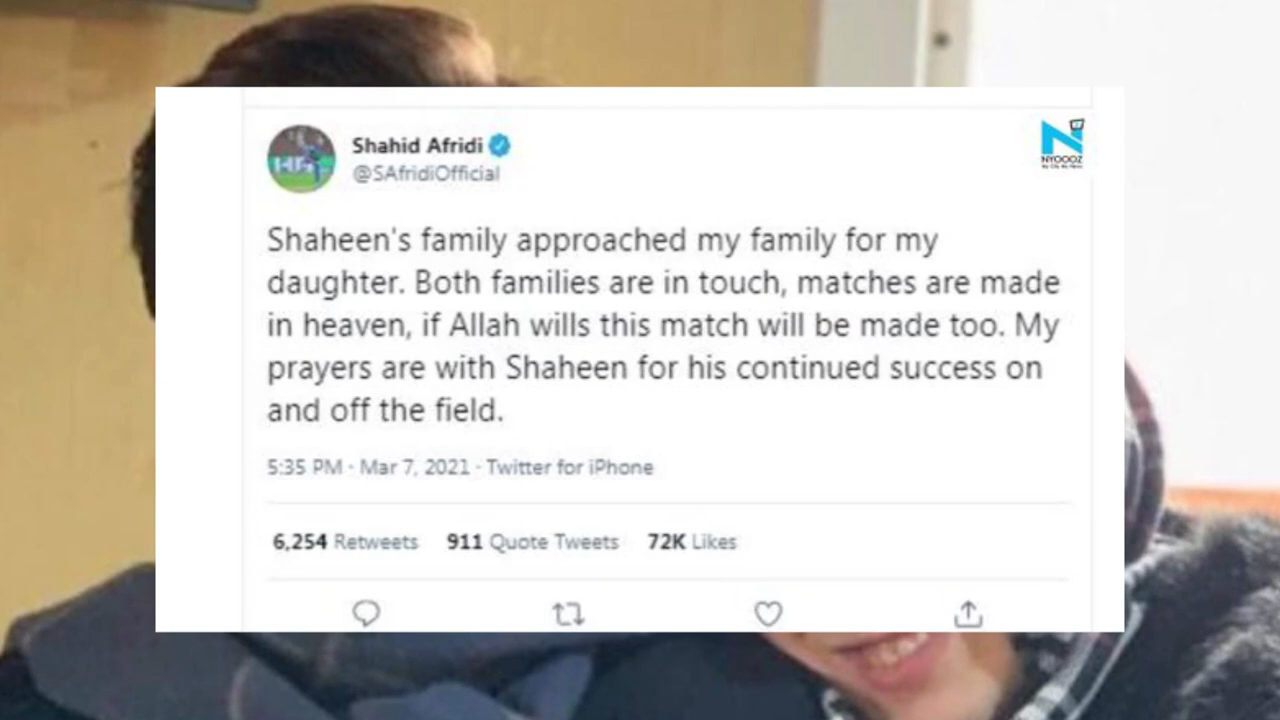 Shahid Afridi
@SAfridiOfficial
NYOOOZ
Shaheen's family approached my family for my
daughter. Both families are in touch, matches are made
in heaven, if Allah wills this match will be made too. My
prayers are with Shaheen for his continued success on
and off the field.
5:35 PM · Mar 7, 2021 · Twitter for iPhone
6,254 Retweets 911 Quote Tweets 72K Likes